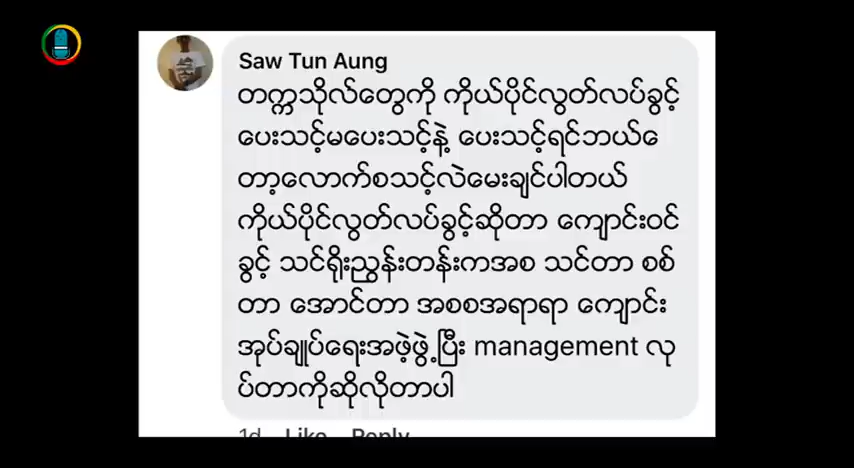 Saw Tun Aung
တက္ကသိုလ်တွေကို ကိုယ်ပိုင်လွတ်လပ်ခွင့်
ပေးသင့်မပေးသင့်နဲ့ ပေးသင့်ရင်ဘယ်ေ
တာ့လောက်စသင့်လဲမေးချင်ပါတယ်
ကိုယ်ပိုင်လွတ်လပ်ခွင့်ဆိုတာ ကျောင်းဝင်
ခွင့် သင်ရိုးညွှန်းတန်းကအစ သင်တာ စစ်
တာ အောင်တာ အစစအရာရာ ကျောင်း
အုပ်ချုပ်ရေးအဖွဲ့ဖွဲ့ပြီး management လု
ပ်တာကိုဆိုလိုတာပါ
1d Like Reply